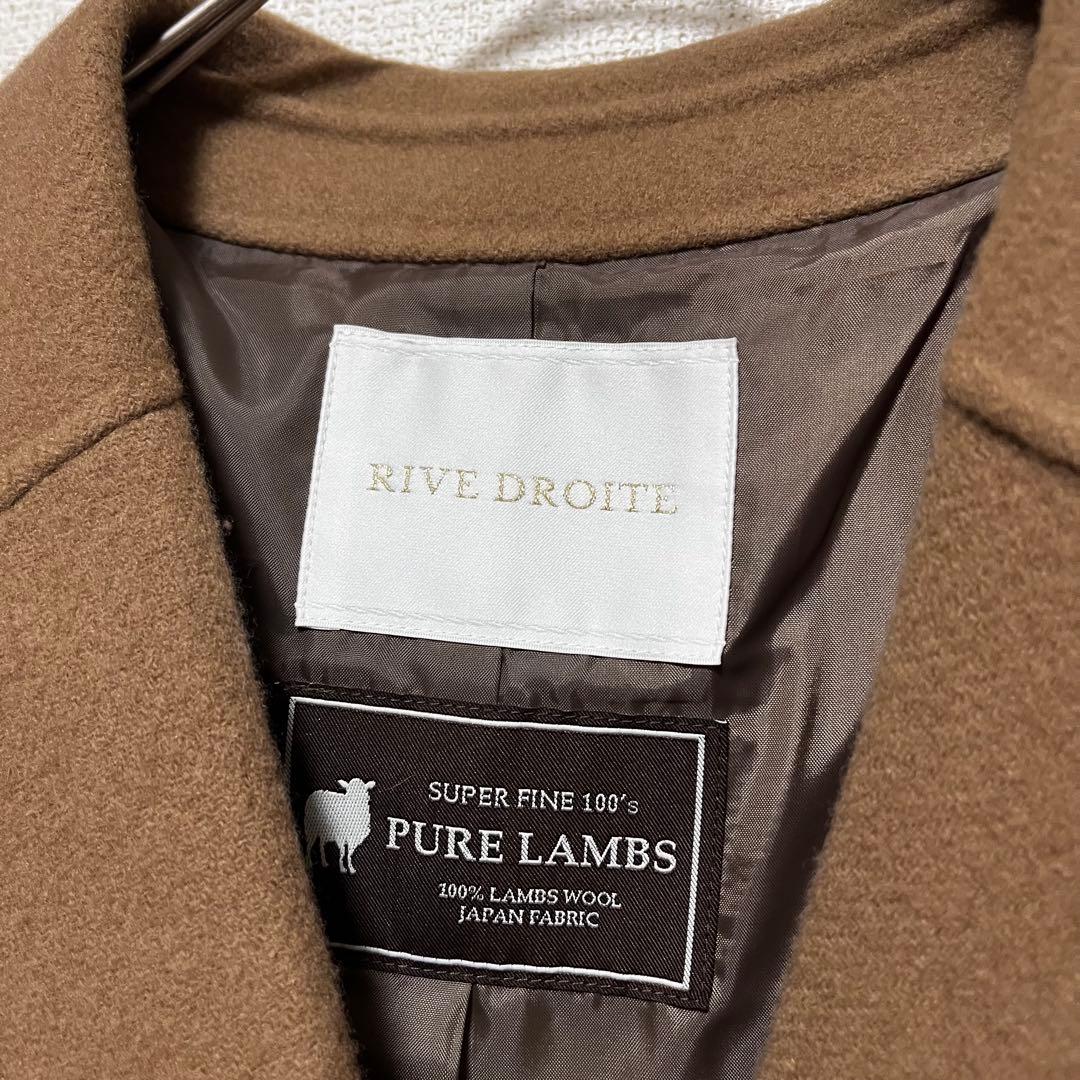 RIVE DROITE
SUPER FINE 100's
PURE LAMBS
100% LAMBS WOOL
JAPAN FABRIC